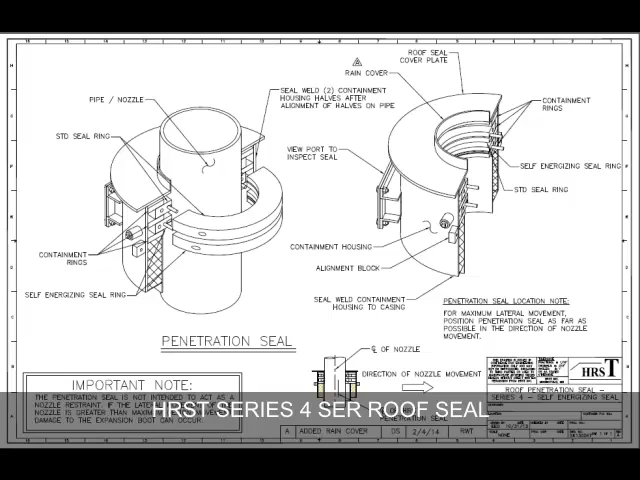 ROOF SEAL
COVER PLATE
RAIN COVER
PIPE / NOZZLE
SEAL WELD (2) CONTAINMENT
HOUSING HALVES AFTER
ALIGNMENT OF HALVES ON PIPE
CONTAINMENT
RINGS
STD SEAL RING
VIEW PORT TO
INSPECT SEAL
SELF ENERGIZING SEAL RING
STD SEAL RING
CONTAINMENT HOUSING
CONTAINMENT
RINGS
ALIGNMENT BLOCK
SELF ENERGIZING SEAL RING
SEAL WELD CONTAINMENT
HOUSING TO CASING
PENETRATION SEAL LOCATION NOTE:
FOR MAXIMUM LATERAL MOVEMENT,
POSITION PENETRATION SEAL AS FAR AS
POSSIBLE IN THE DIRECTION OF NOZZLE
MOVEMENT.
PENETRATION SEAL
℄ OF NOZZLE
DIRECTION OF NOZZLE MOVEMENT
HRST
IMPORTANT NOTE:
THE PENETRATION SEAL IS NOT INTENDED TO ACT AS A
NOZZLE RESTRAINT. IF THE
NOZZLE IS GREATER THAN
DAMAGE TO THE EXPANSION BOOT CAN OCCUR.
ROOF PENETRATION SEAL -
SERIES 4 - SELF ENERGIZING SEAL
HRST SERIES 4 SER ROOF SEAL
PENETRATION SEAL
A ADDED RAIN COVER DS 2/4/14 RWT
NONE